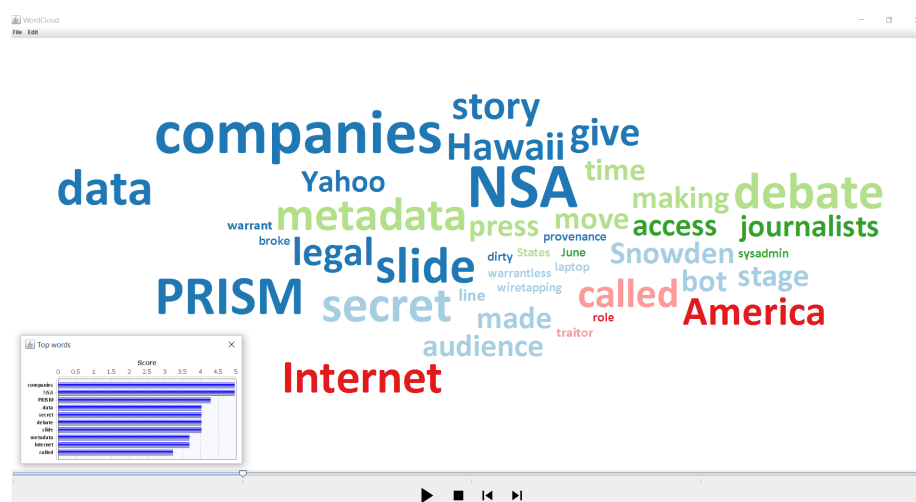 WordCloud
File Edit
story
companies
Hawaii
give
data
Yahoo
NSA
time
making
debate
metadata
warrant
press
move
access
journalists
broke
legal
provenance
slide
dirty
States
June
Snowden
sysadmin
warrantless
laptop
bot
stage
PRISM
secret
line
wiretapping
called
America
made
role
traitor
audience
Internet
Top words
Score
0 0.5 1 1.5 2 2.5 3 3.5 4 4.5 5
companies
NSA
PRISM
data
secret
debate
slide
metadata
Internet
called